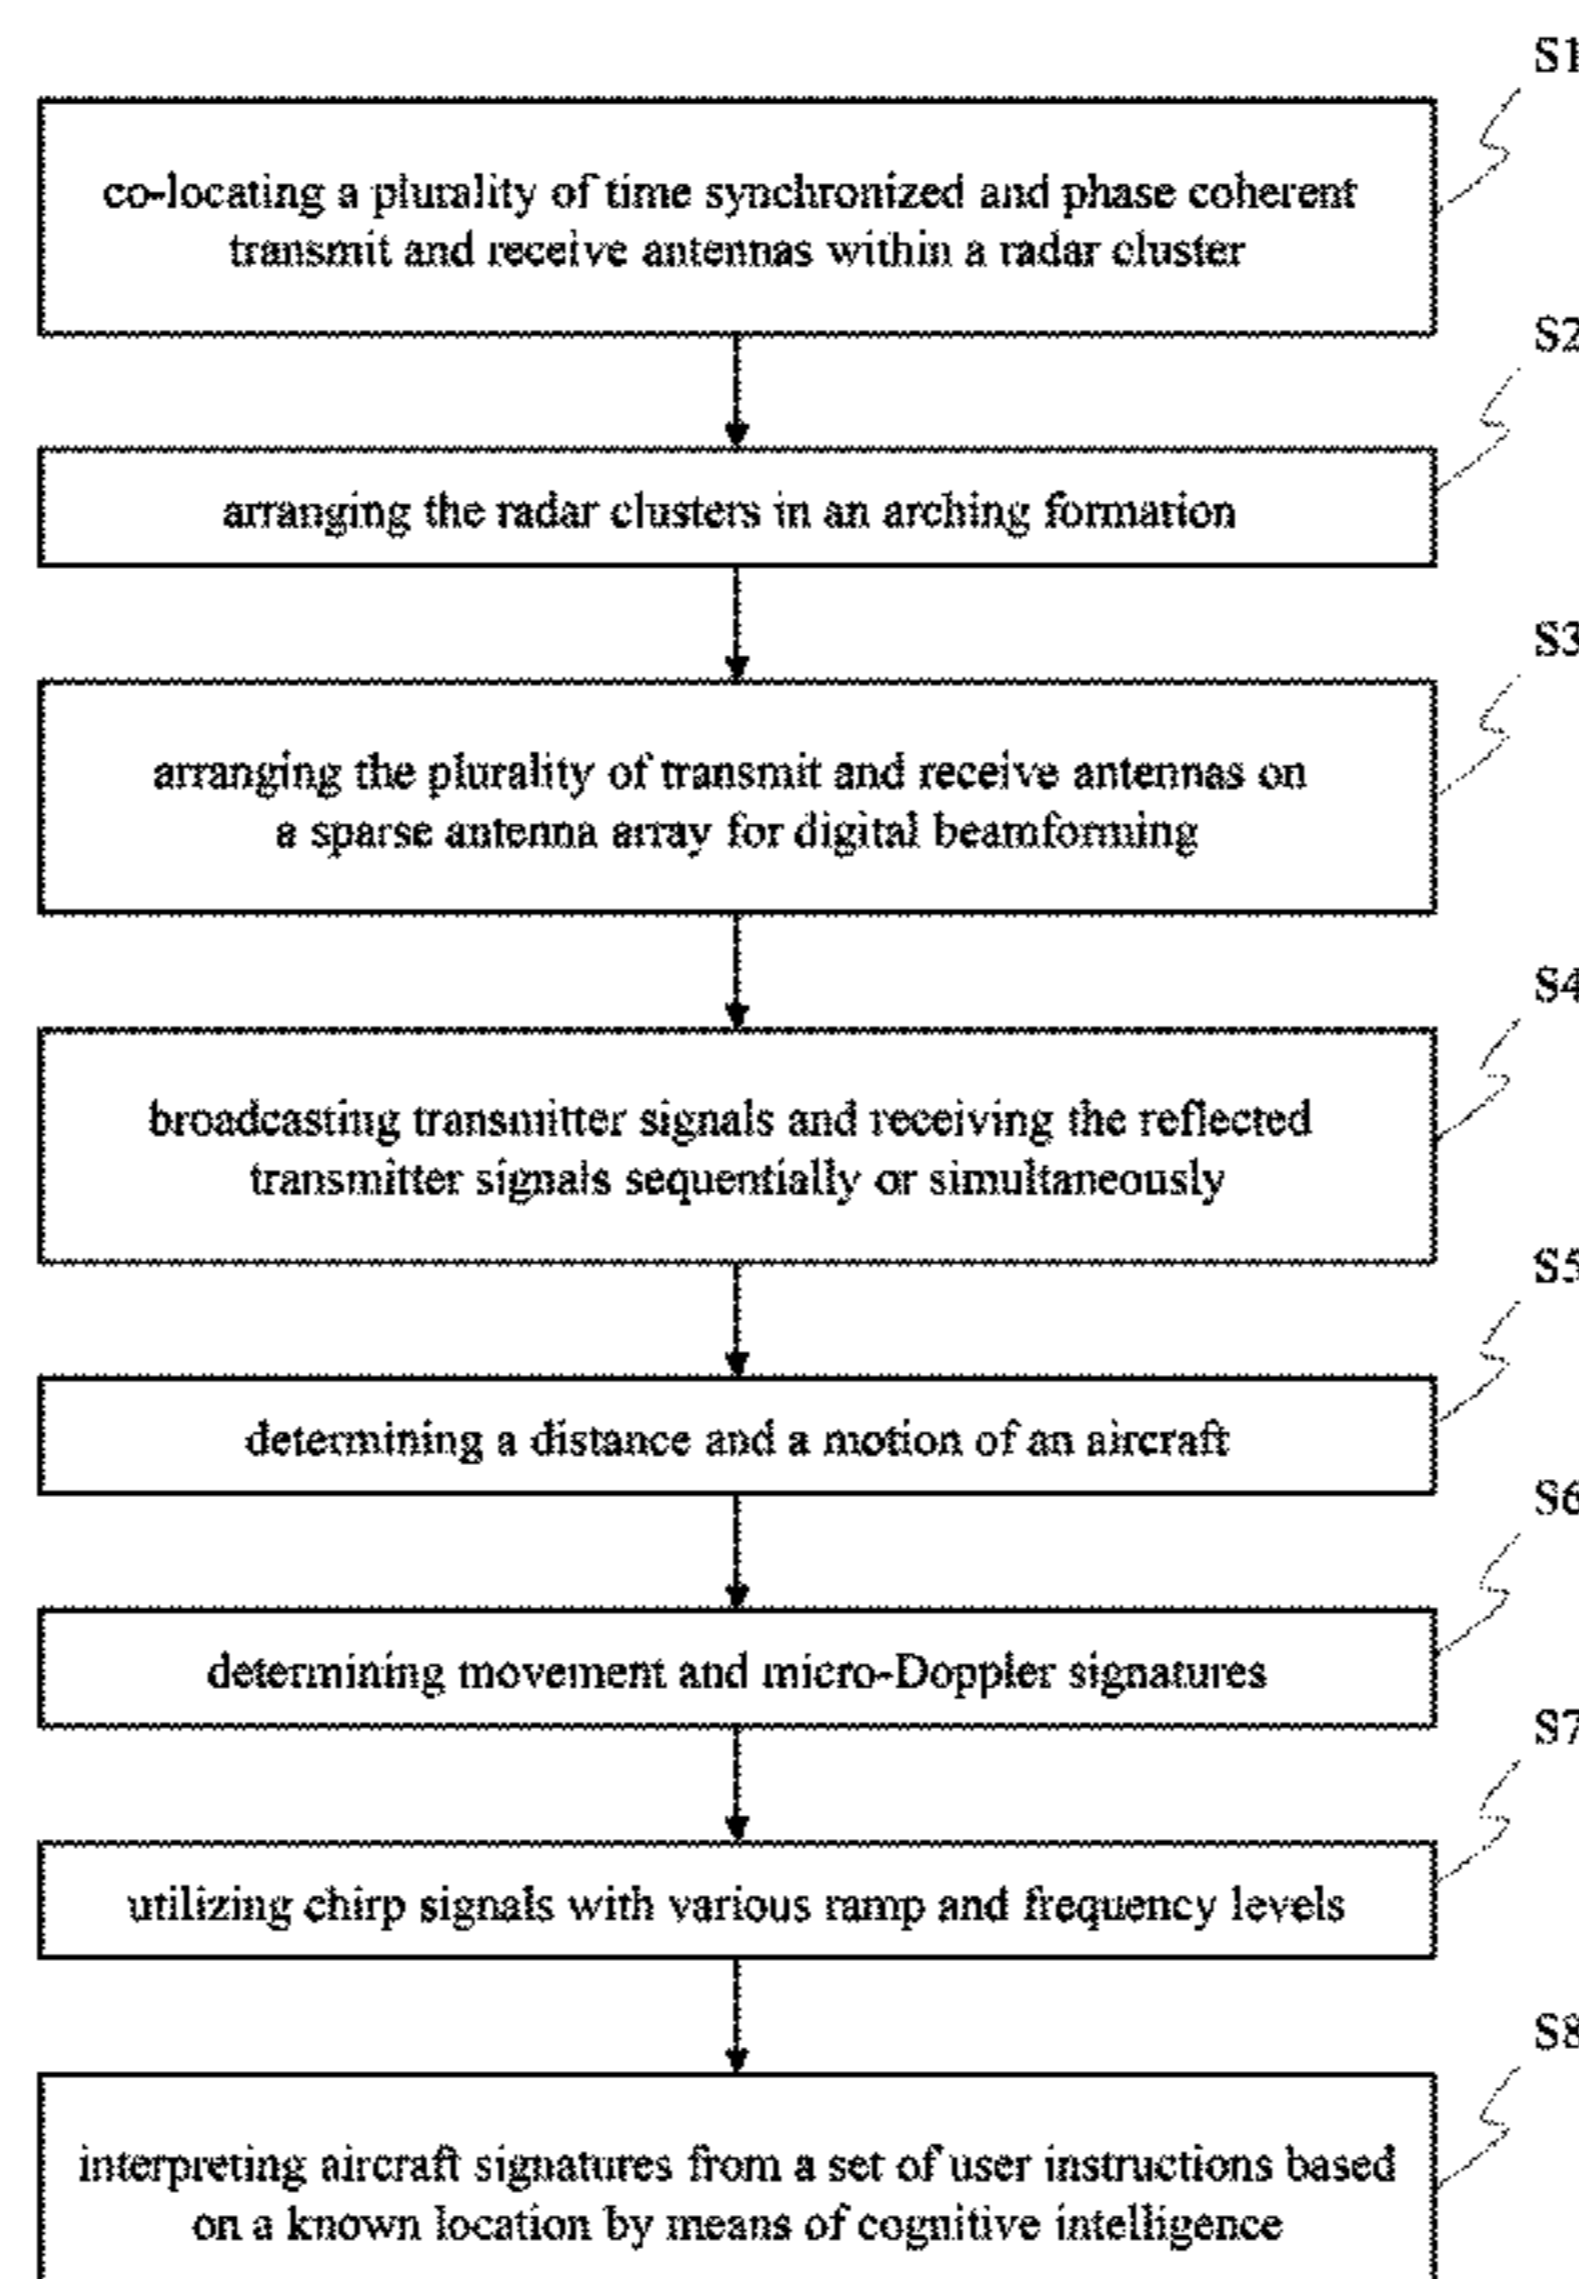 S1
co-locating a plurality of time synchronized and phase coherent
transmit and receive antennas within a radar cluster
S2
arranging the radar clusters in an arching formation
S3
arranging the plurality of transmit and receive antennas on
a sparse antenna array for digital beamforming
S4
broadcasting transmitter signals and receiving the reflected
transmitter signals sequentially or simultaneously
S5
determining a distance and a motion of an aircraft
S6
determining movement and micro-Doppler signatures
S7
utilizing chirp signals with various ramp and frequency levels
S8
interpreting aircraft signatures from a set of user instructions based
on a known location by means of cognitive intelligence